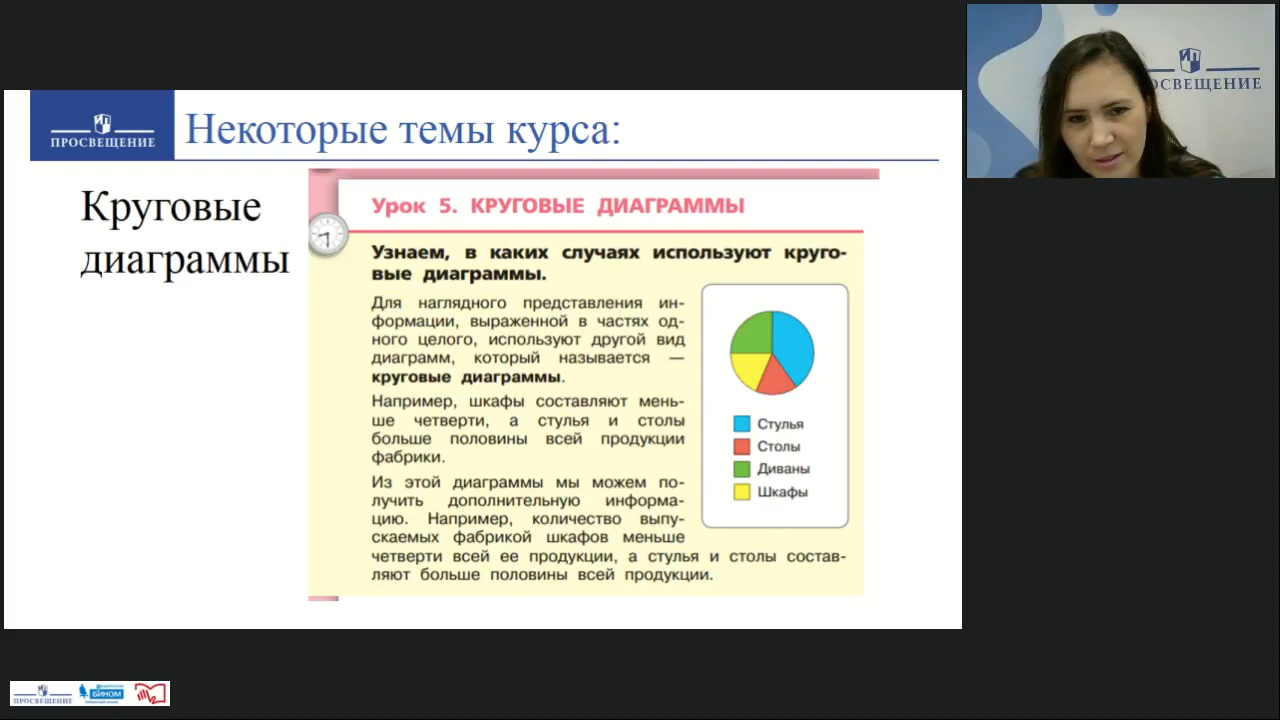 ПРОСВЕЩЕНИЕ
Некоторые темы курса:
Круговые
диаграммы
Урок 5. КРУГОВЫЕ ДИАГРАММЫ
Узнаем, в каких случаях используют круго-
вые диаграммы.
Для наглядного представления ин-
формации, выраженной в частях од-
ного целого, используют другой вид
диаграмм, который называется —
круговые диаграммы.
Например, шкафы составляют мень-
ше четверти, а стулья и столы
больше половины всей продукции
фабрики.
Из этой диаграммы мы можем по-
лучить дополнительную информа-
цию. Например, количество выпу-
скаемых фабрикой шкафов меньше
четверти всей ее продукции, а стулья и столы состав-
ляют больше половины всей продукции.
Стулья
Столы
Диваны
Шкафы
ОСВЕЩЕНИЕ
ПРОСВЕЩЕНИЕ
БИНОМ